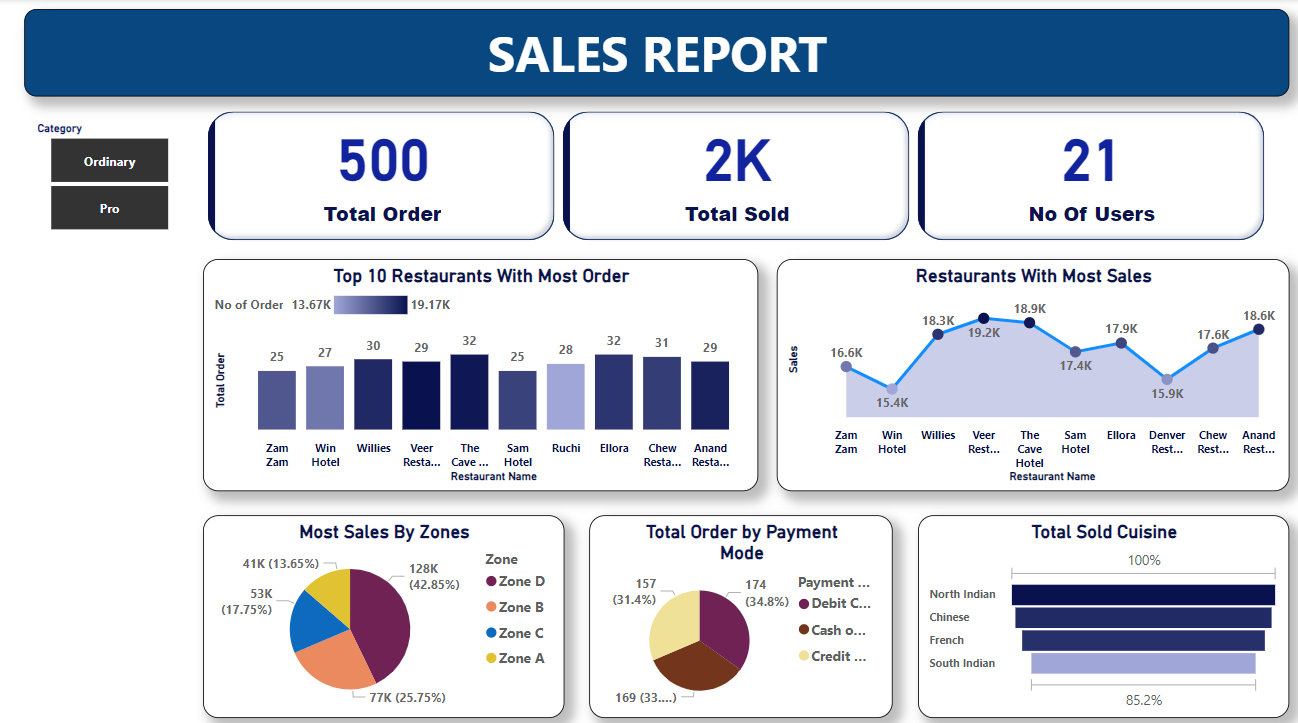 SALES REPORT
Category
Ordinary
Pro
500
Total Order
2K
Total Sold
21
No Of Users
Top 10 Restaurants With Most Order
No of Order 13.67K 19.17K
Total Order
25 27 30 29 32 25 28 32 31 29
Zam Win Willies Veer The Sam Ruchi Ellora Chew Anand
Zam Hotel Resta... Cave ... Hotel Resta... Resta...
Restaurant Name
Restaurants With Most Sales
Sales
16.6K 15.4K 18.3K 19.2K 18.9K 17.4K 17.9K 15.9K 17.6K 18.6K
Zam Win Willies Veer The Sam Ellora Denver Chew Anand
Zam Hotel Rest... Cave Hotel Rest... Rest... Rest...
Hotel
Restaurant Name
Most Sales By Zones
41K (13.65%)
128K
(42.85%)
53K
(17.75%)
77K (25.75%)
Zone
Zone D
Zone B
Zone C
Zone A
Total Order by Payment
Mode
157
(31.4%)
174
(34.8%)
169 (33....)
Payment ...
Debit C...
Cash o...
Credit ...
Total Sold Cuisine
100%
North Indian
Chinese
French
South Indian
85.2%